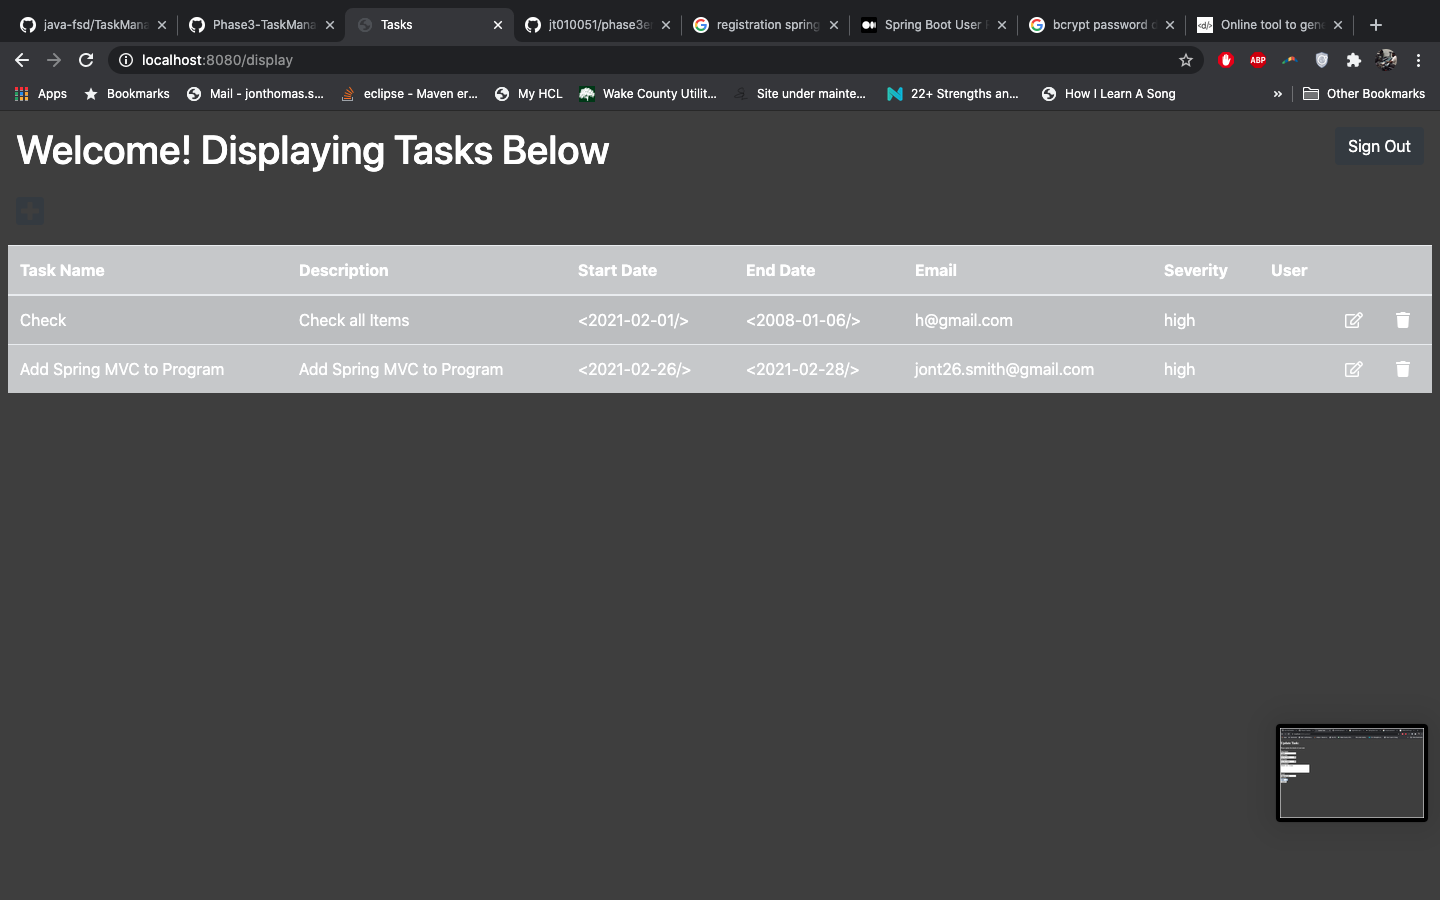 java-fsd/TaskMana
Phase3-TaskMana
Tasks
jt010051/phase3e
registration spring
Spring Boot User
bcrypt password
Online tool to gene
localhost:8080/display
ABP
Apps
Bookmarks
Mail - jonthomas.s...
eclipse - Maven er...
My HCL
Wake County Utilit...
Site under mainte...
22+ Strengths an...
How I Learn A Song
»
Other Bookmarks
Welcome! Displaying Tasks Below
Sign Out
Task Name Description Start Date End Date Email Severity User
Check Check all Items <2021-02-01/> <2008-01-06/> h@gmail.com high
Add Spring MVC to Program Add Spring MVC to Program <2021-02-26/> <2021-02-28/> jont26.smith@gmail.com high